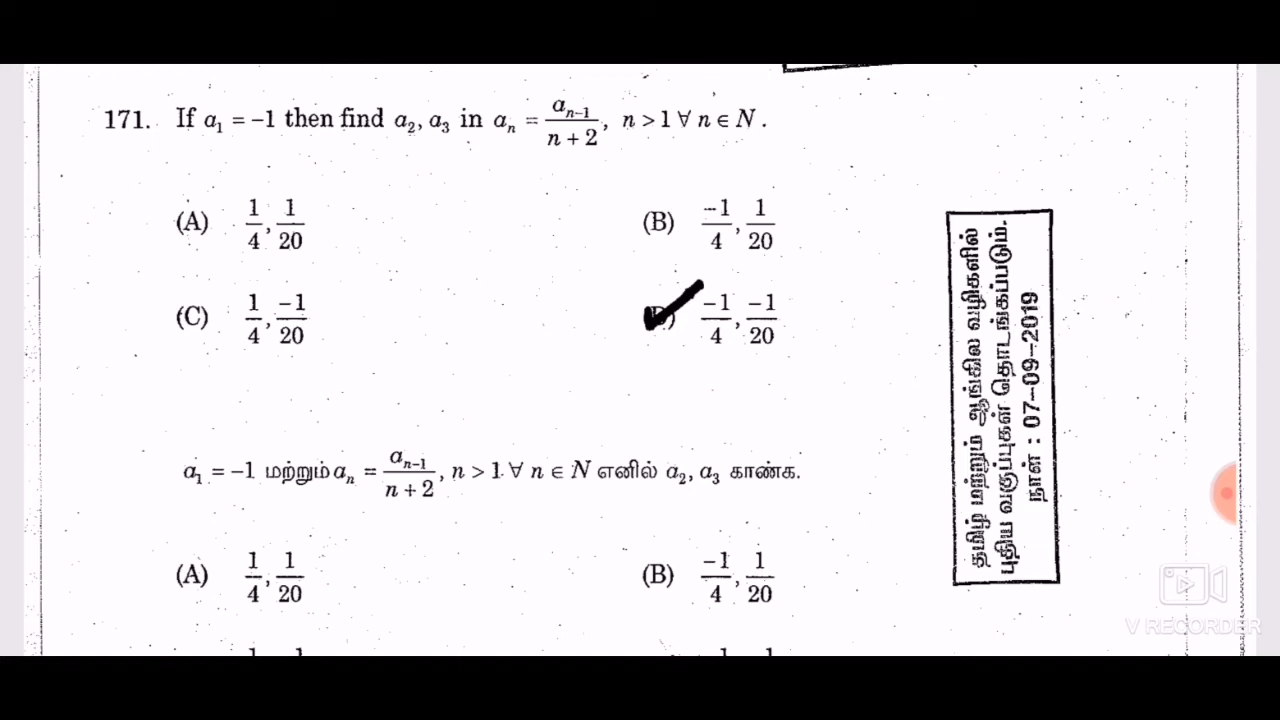 171. If a₁ = −1 then find a₂, a₃ in aₙ = aₙ₋₁/(n + 2), n > 1 ∀ n ∈ N.
(A) 1/4, 1/20
(B) −1/4, 1/20
(C) 1/4, −1/20
(D) −1/4, −1/20
a₁ = −1 மற்றும் aₙ = aₙ₋₁/(n + 2), n > 1 ∀ n ∈ N எனில் a₂, a₃ காண்க.
(A) 1/4, 1/20
(B) −1/4, 1/20
தமிழ் மற்றும் ஆங்கில வழிகளில்
புதிய வகுப்புகள் தொடங்கப்படும்.
நாள் : 07-09-2019
V RECORDER